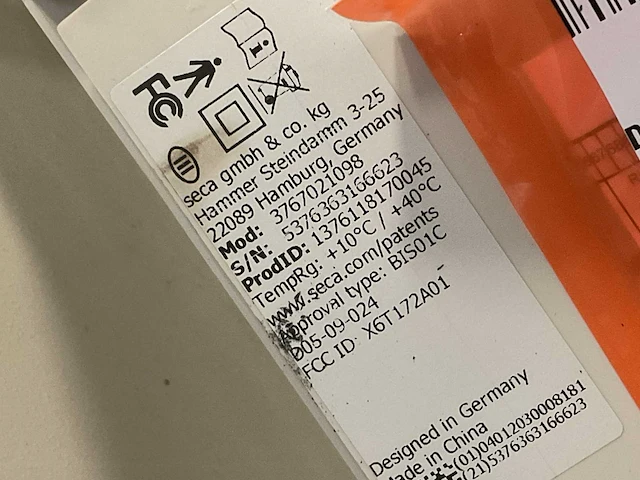 FC
seca gmbh & co. kg
Hammer Steindamm 3-25
22089 Hamburg, Germany
Mod: 3767021098
S/N: 5376363166623
ProdID: 1376118170045
TempRg: +10°C / +40°C
www.seca.com/patents
Approval type: BIS01C
D05-09-024
FCC ID X6T172A01
Designed in Germany
Made in China
(01)04012030008181
(21)5376363166623